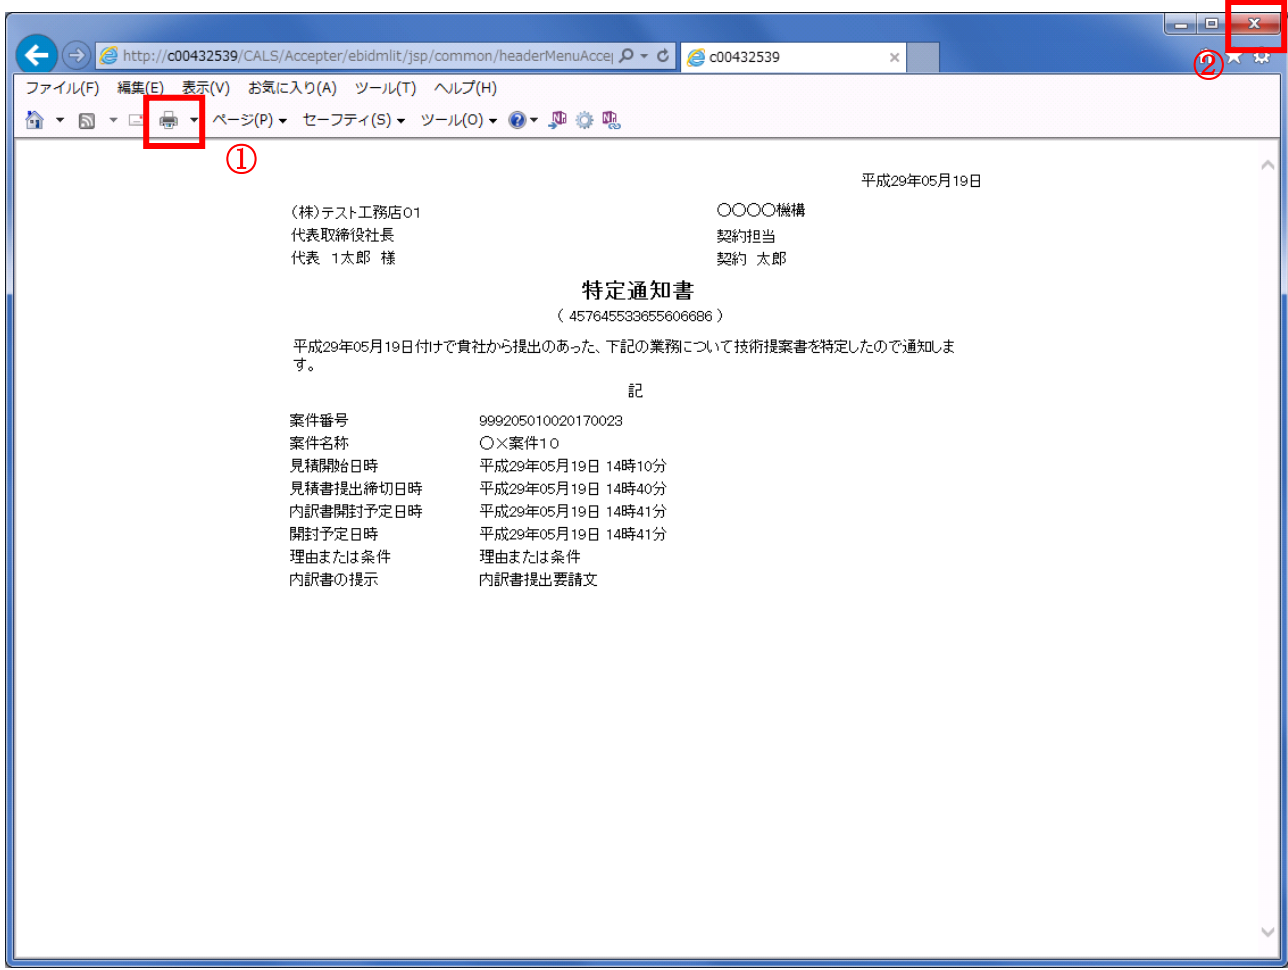 http://c00432539/CALS/Accepter/ebidmlit/jsp/common/headerMenuAccep
c00432539
②
ファイル(F) 編集(E) 表示(V) お気に入り(A) ツール(T) ヘルプ(H)
ページ(P) セーフティ(S) ツール(O)
①
平成29年05月19日
(株)テスト工務店01
○○○○機構
代表取締役社長
契約担当
代表 1太郎 様
契約 太郎
特定通知書
( 457645533655606686 )
平成29年05月19日付けで貴社から提出のあった、下記の業務について技術提案書を特定したので通知しま
す。
記
案件番号 999205010020170023
案件名称 ○×案件10
見積開始日時 平成29年05月19日 14時10分
見積書提出締切日時 平成29年05月19日 14時40分
内訳書開封予定日時 平成29年05月19日 14時41分
開封予定日時 平成29年05月19日 14時41分
理由または条件 理由または条件
内訳書の提示 内訳書提出要請文